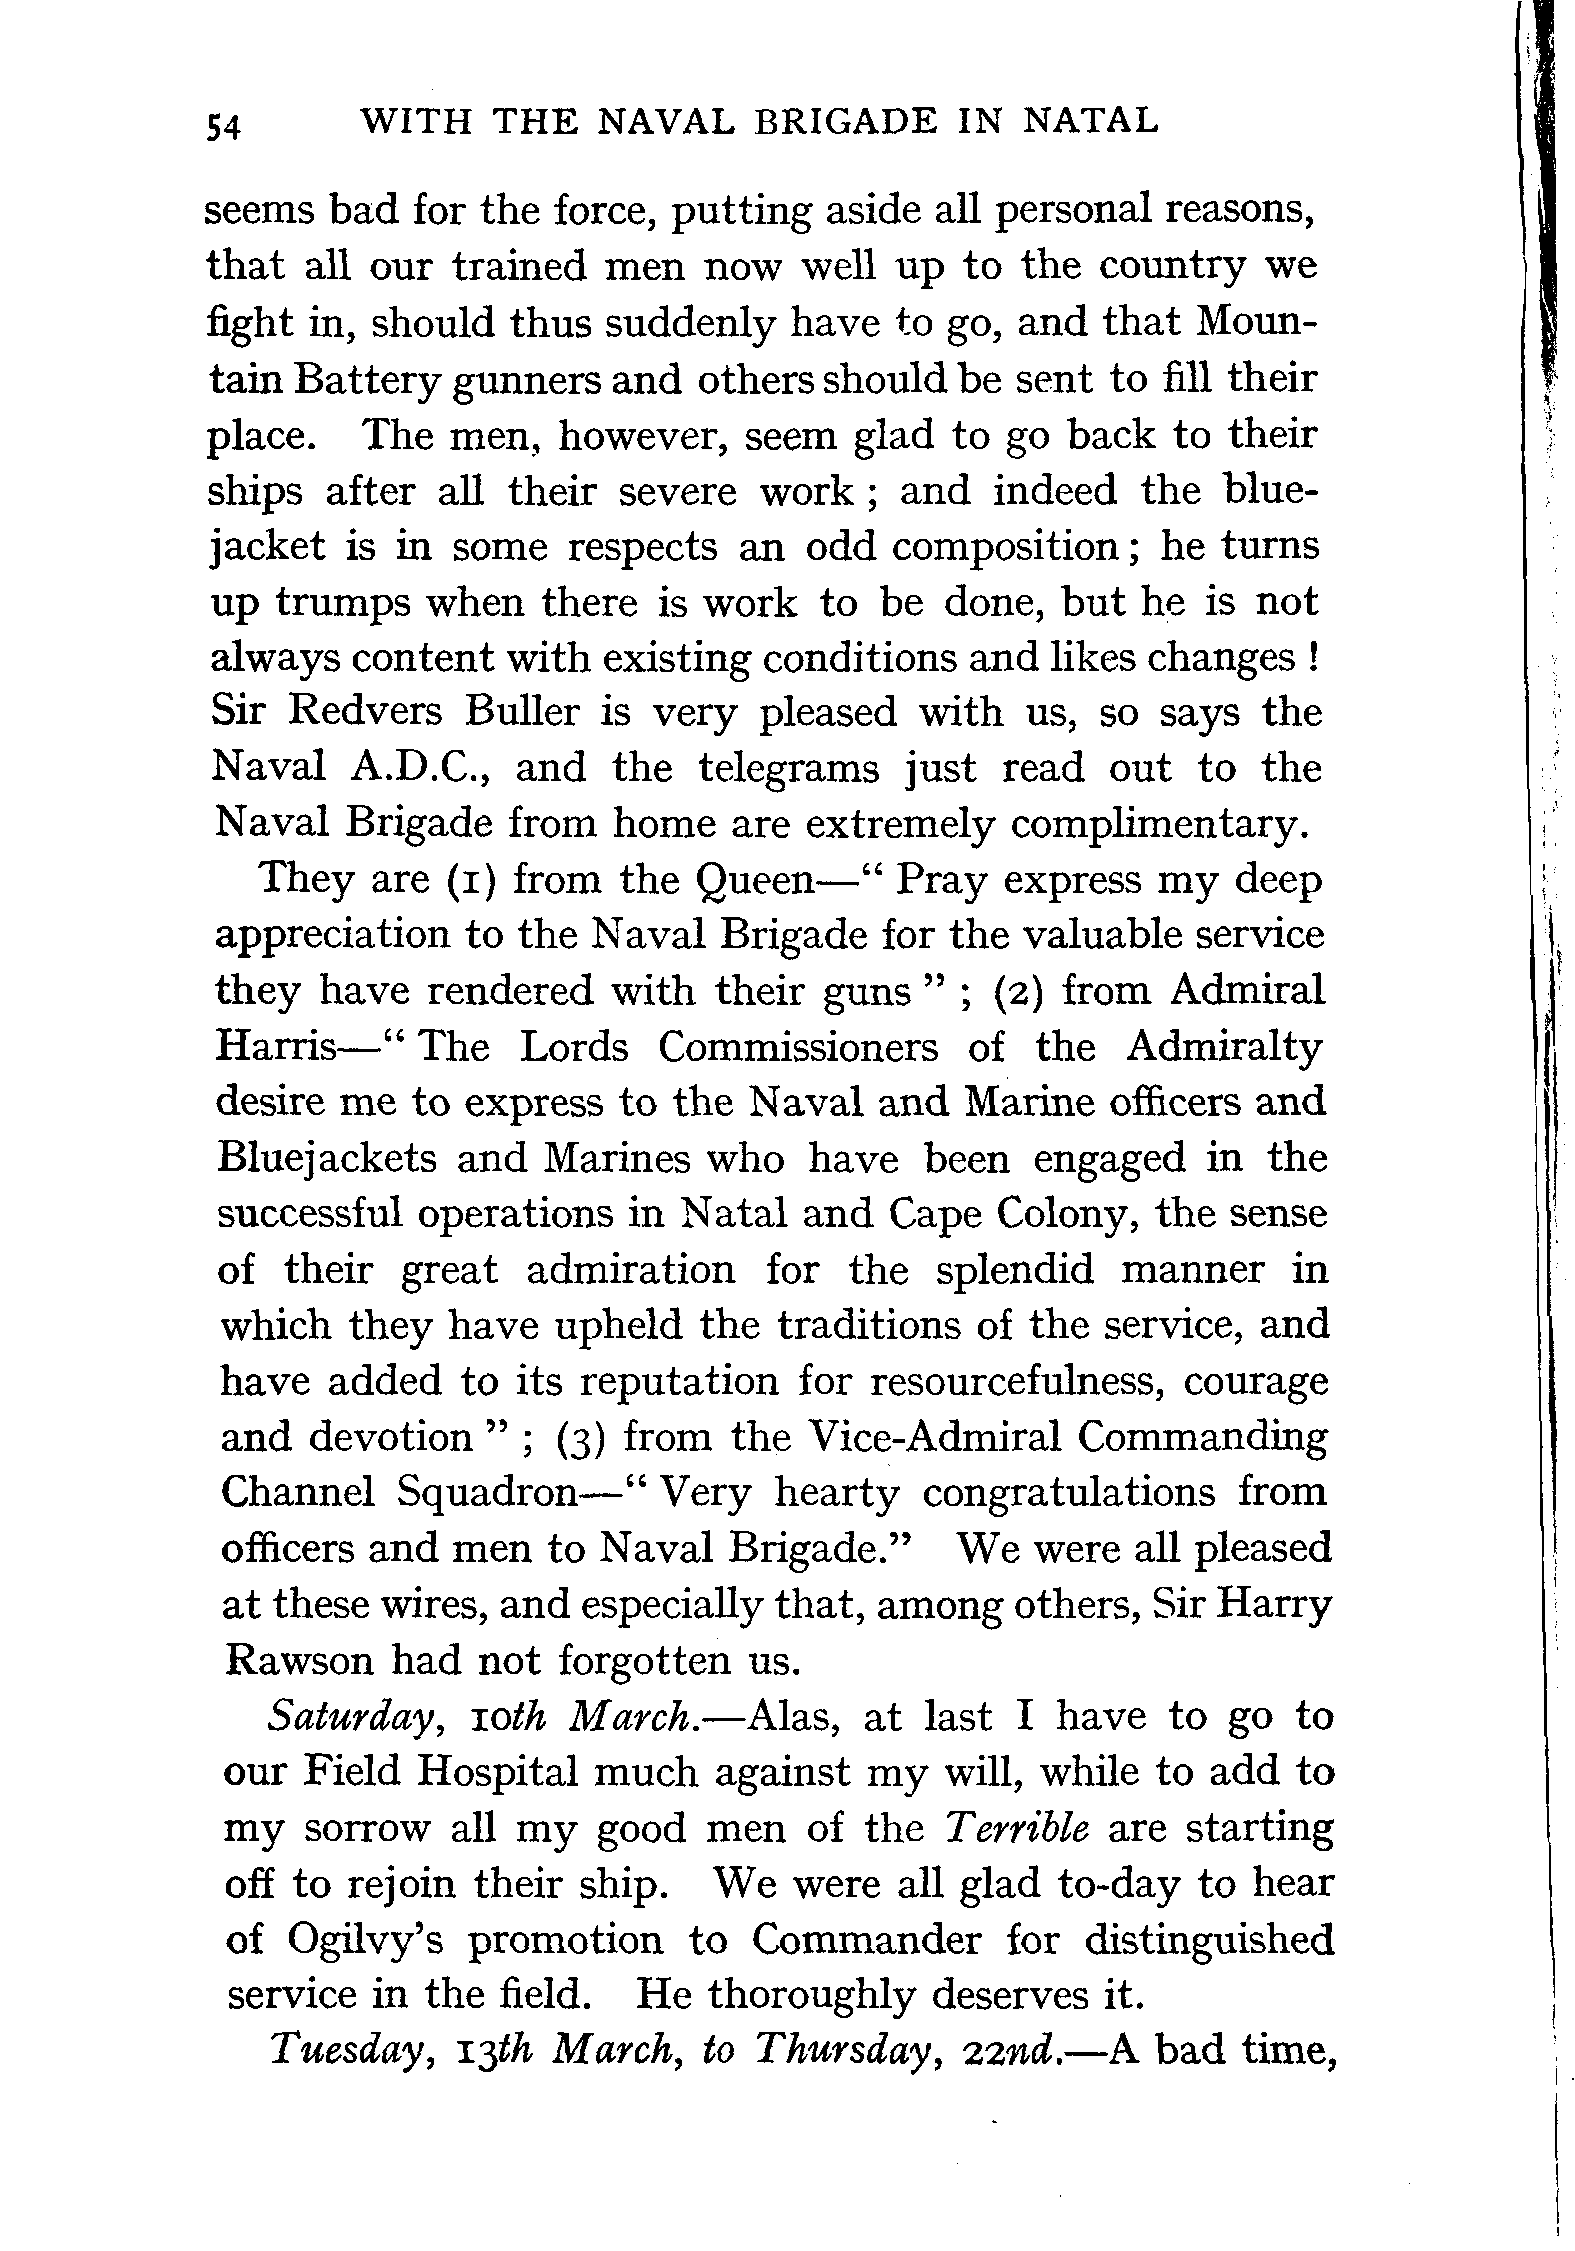 54 WITH THE NAVAL BRIGADE IN NATAL
seems bad for the force, putting aside all personal reasons,
that all our trained men now well up to the country we
fight in, should thus suddenly have to go, and that Moun-
tain Battery gunners and others should be sent to fill their
place. The men, however, seem glad to go back to their
ships after all their severe work ; and indeed the blue-
jacket is in some respects an odd composition ; he turns
up trumps when there is work to be done, but he is not
always content with existing conditions and likes changes !
Sir Redvers Buller is very pleased with us, so says the
Naval A.D.C., and the telegrams just read out to the
Naval Brigade from home are extremely complimentary.
They are (1) from the Queen—“ Pray express my deep
appreciation to the Naval Brigade for the valuable service
they have rendered with their guns ” ; (2) from Admiral
Harris—“ The Lords Commissioners of the Admiralty
desire me to express to the Naval and Marine officers and
Bluejackets and Marines who have been engaged in the
successful operations in Natal and Cape Colony, the sense
of their great admiration for the splendid manner in
which they have upheld the traditions of the service, and
have added to its reputation for resourcefulness, courage
and devotion ” ; (3) from the Vice-Admiral Commanding
Channel Squadron—“ Very hearty congratulations from
officers and men to Naval Brigade.” We were all pleased
at these wires, and especially that, among others, Sir Harry
Rawson had not forgotten us.
Saturday, 10th March.—Alas, at last I have to go to
our Field Hospital much against my will, while to add to
my sorrow all my good men of the Terrible are starting
off to rejoin their ship. We were all glad to-day to hear
of Ogilvy’s promotion to Commander for distinguished
service in the field. He thoroughly deserves it.
Tuesday, 13th March, to Thursday, 22nd.—A bad time,